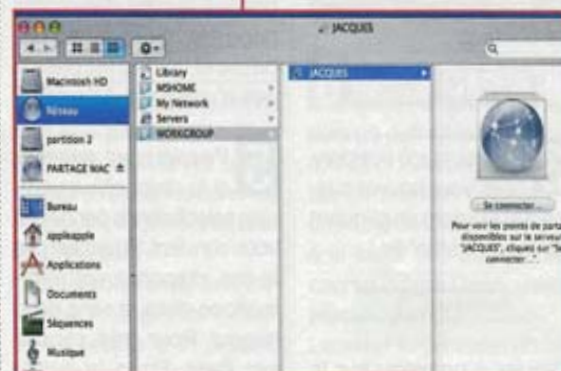 JACQUES
Macintosh HD
Réseau
partition 2
PARTAGE MAC
Bureau
appleapple
Applications
Documents
Séquences
Musique
Library
MSHOME
My Network
Servers
WORKGROUP
JACQUES
Se connecter...
Pour voir les points de parta
disponibles sur le serveur
"JACQUES", cliquez sur "Se
connecter...".